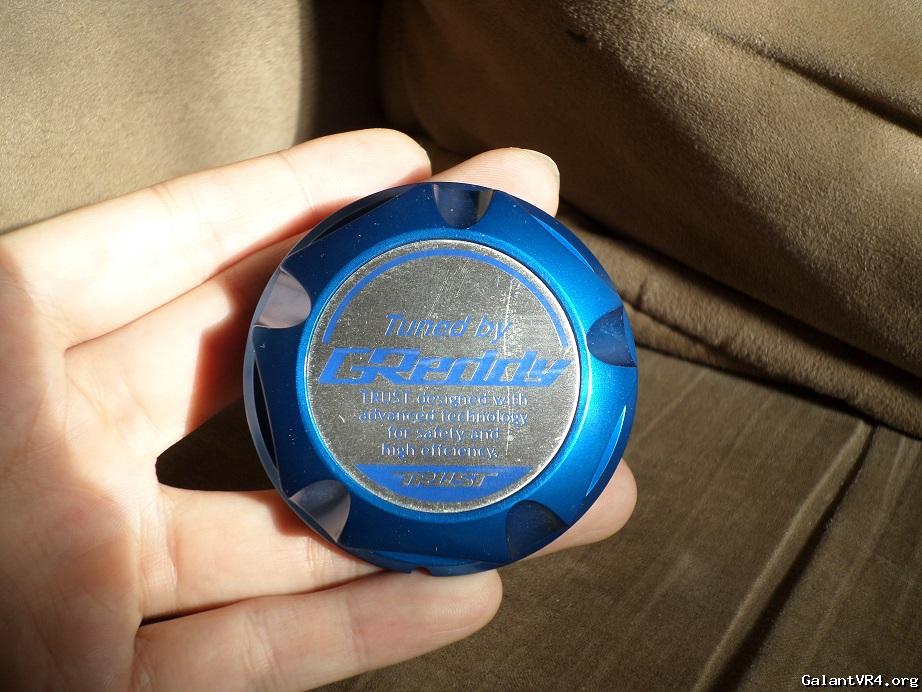 Tuned by
GReddy
TRUST designed with
advanced technology
for safety and
high efficiency.
TRUST
GalantVR4.org